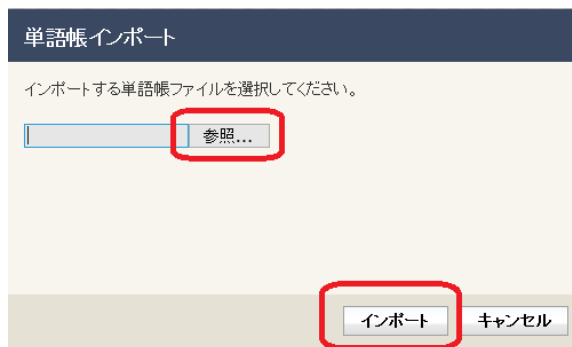 単語帳インポート
インポートする単語帳ファイルを選択してください。
参照...
インポート キャンセル